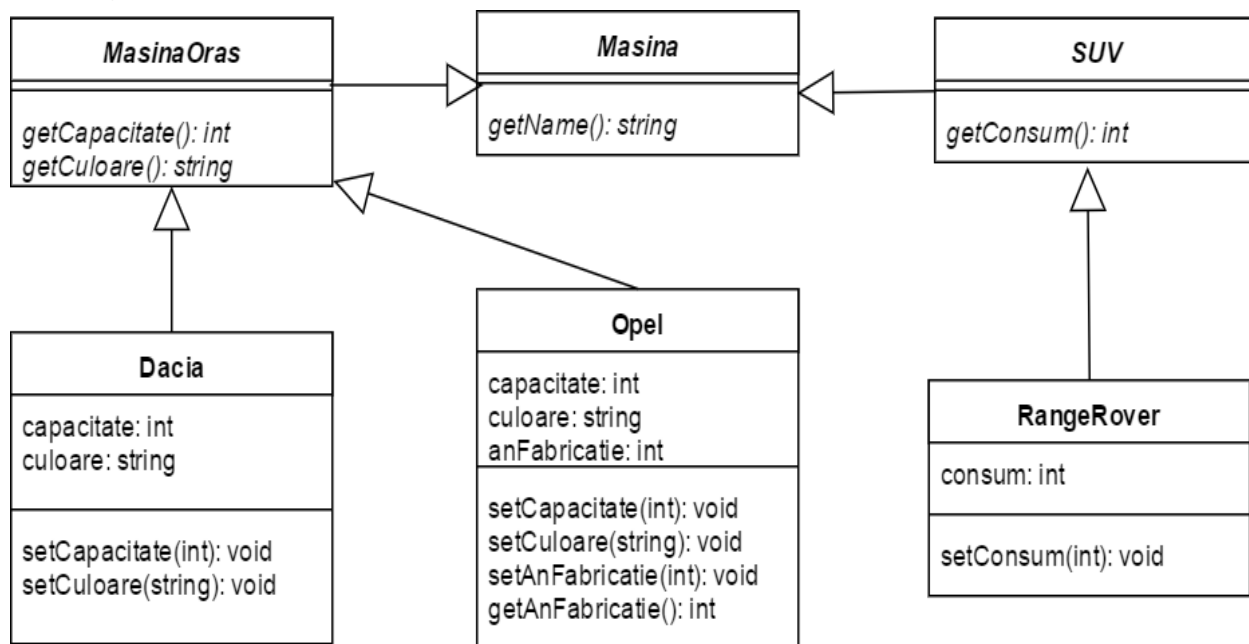 MasinaOras
getCapacitate(): int
getCuloare(): string
Masina
getName(): string
SUV
getConsum(): int
Dacia
capacitate: int
culoare: string
setCapacitate(int): void
setCuloare(string): void
Opel
capacitate: int
culoare: string
anFabricatie: int
setCapacitate(int): void
setCuloare(string): void
setAnFabricatie(int): void
getAnFabricatie(): int
RangeRover
consum: int
setConsum(int): void